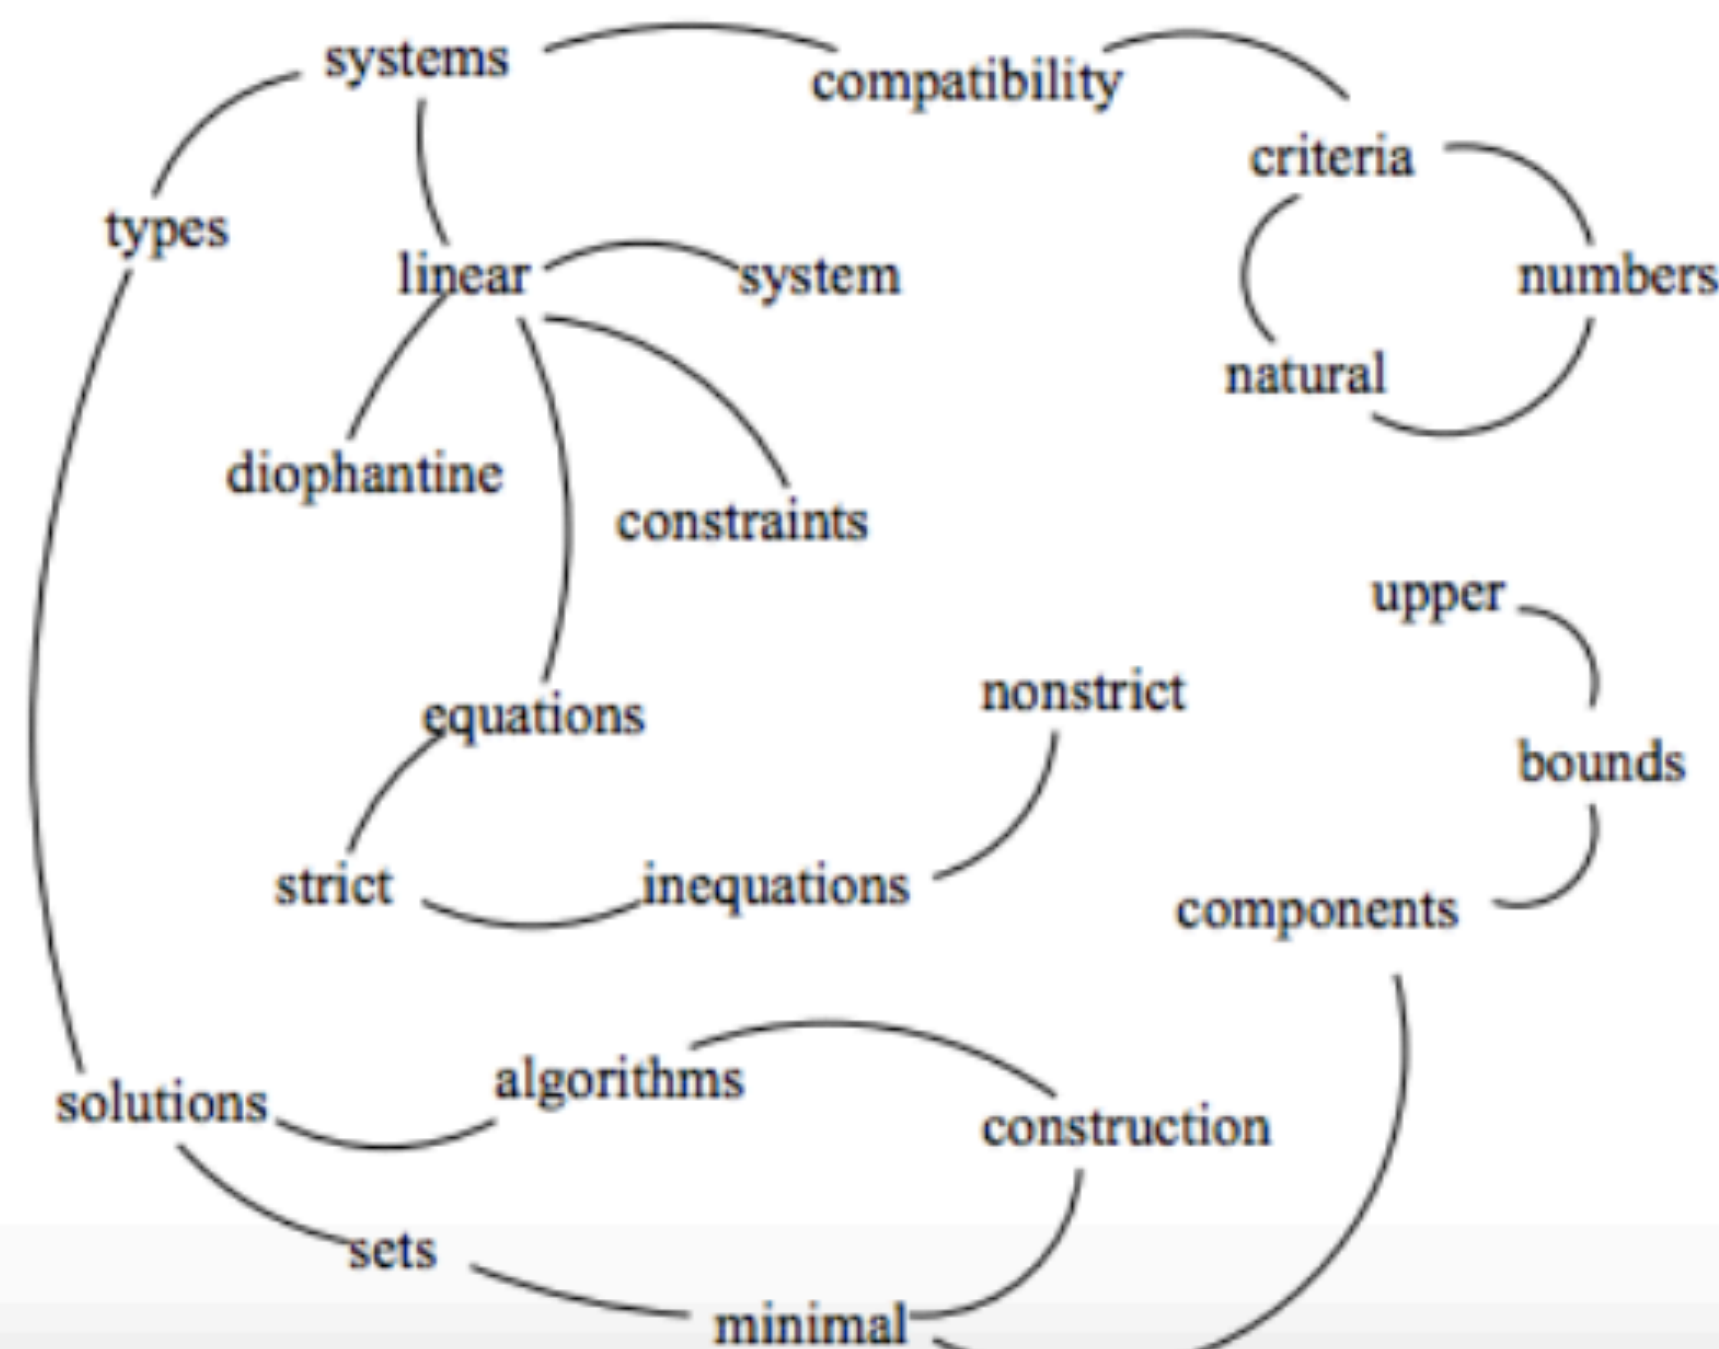 systems
compatibility
criteria
types
linear
system
numbers
natural
diophantine
constraints
upper
nonstrict
equations
bounds
strict
inequations
components
algorithms
solutions
construction
sets
minimal